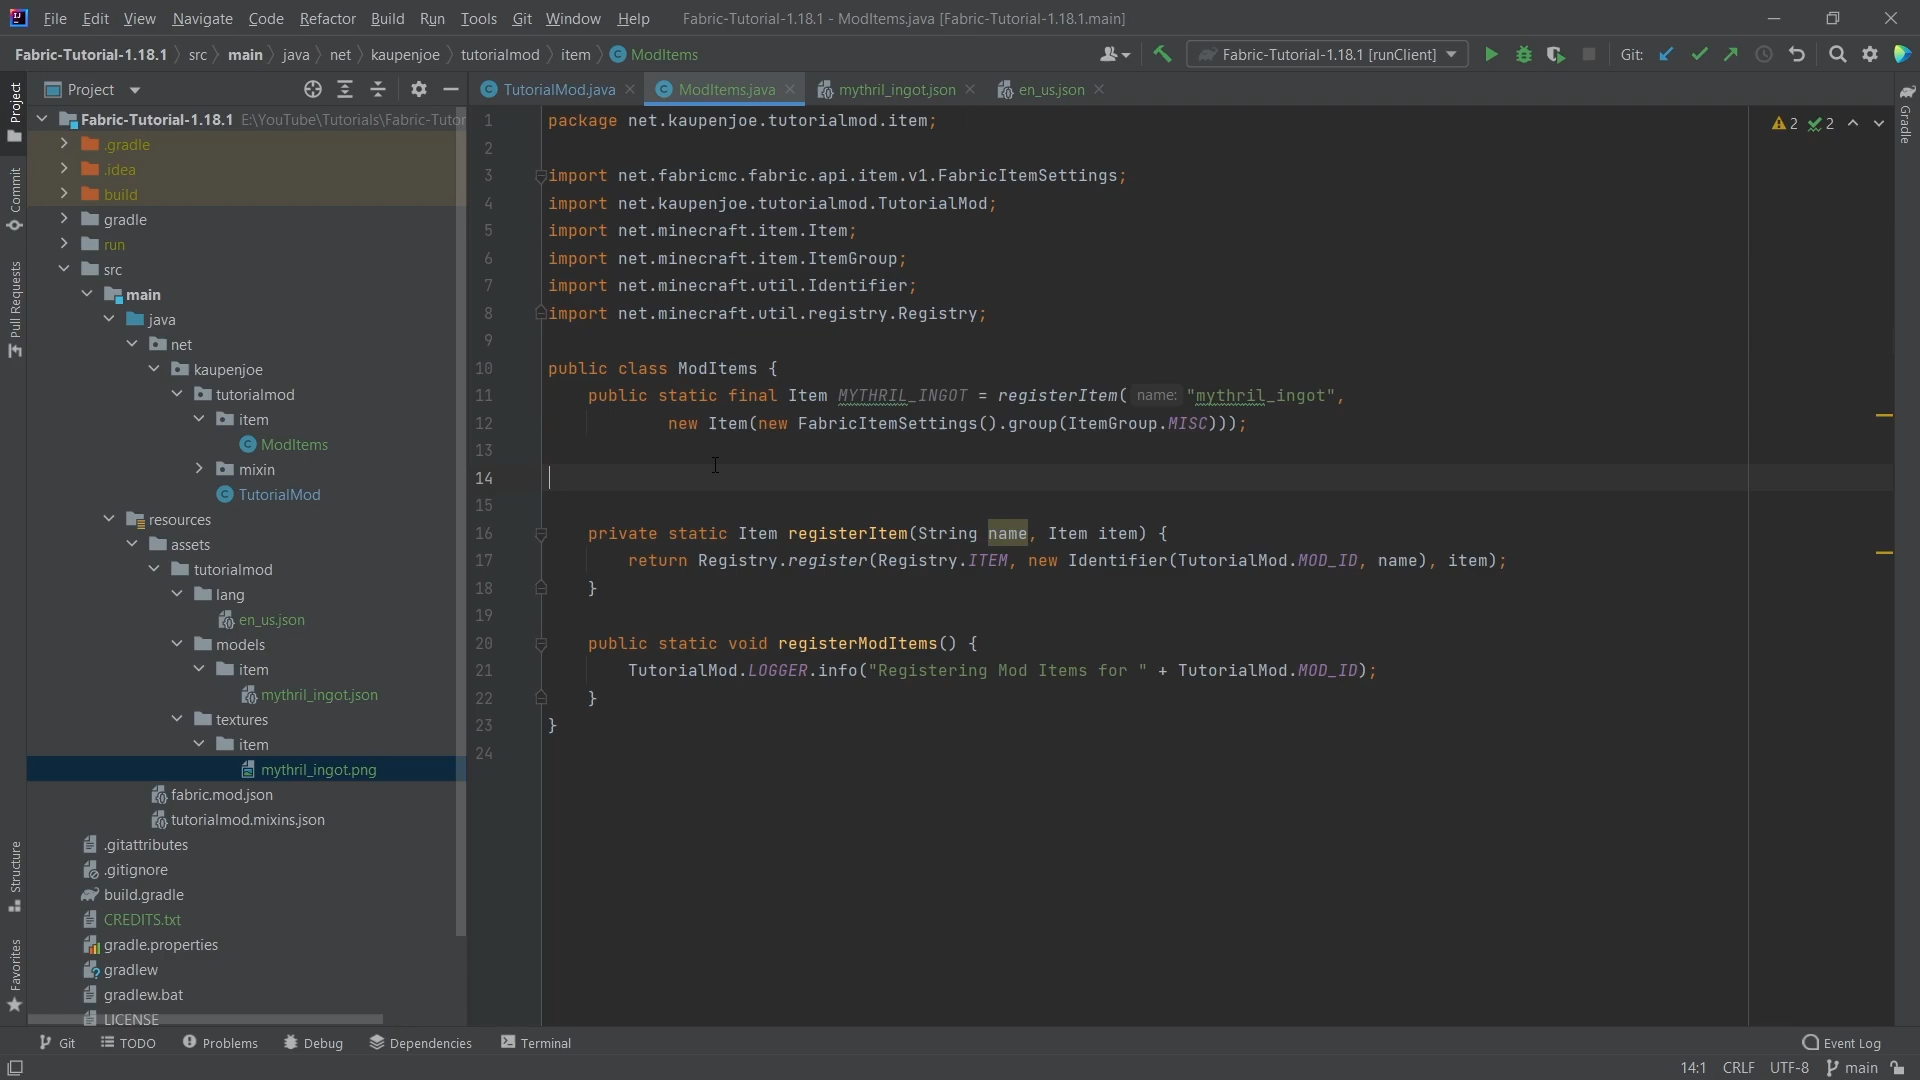 File Edit View Navigate Code Refactor Build Run Tools Git Window Help Fabric-Tutorial-1.18.1 - ModItems.java [Fabric-Tutorial-1.18.1.main]
Fabric-Tutorial-1.18.1 src main java net kaupenjoe tutorialmod item ModItems Fabric-Tutorial-1.18.1 [runClient] Git:
Project TutorialMod.java ModItems.java mythril_ingot.json en_us.json
Project
Commit
Pull Requests
Structure
Favorites
Fabric-Tutorial-1.18.1 E:\YouTube\Tutorials\Fabric-Tutor
.gradle
.idea
build
gradle
run
src
main
java
net
kaupenjoe
tutorialmod
item
ModItems
mixin
TutorialMod
resources
assets
tutorialmod
lang
en_us.json
models
item
mythril_ingot.json
textures
item
mythril_ingot.png
fabric.mod.json
tutorialmod.mixins.json
.gitattributes
.gitignore
build.gradle
CREDITS.txt
gradle.properties
gradlew
gradlew.bat
LICENSE
1 package net.kaupenjoe.tutorialmod.item;
2
3 import net.fabricmc.fabric.api.item.v1.FabricItemSettings;
4 import net.kaupenjoe.tutorialmod.TutorialMod;
5 import net.minecraft.item.Item;
6 import net.minecraft.item.ItemGroup;
7 import net.minecraft.util.Identifier;
8 import net.minecraft.util.registry.Registry;
9
10 public class ModItems {
11 public static final Item MYTHRIL_INGOT = registerItem( name: "mythril_ingot",
12 new Item(new FabricItemSettings().group(ItemGroup.MISC)));
13
14
15
16 private static Item registerItem(String name, Item item) {
17 return Registry.register(Registry.ITEM, new Identifier(TutorialMod.MOD_ID, name), item);
18 }
19
20 public static void registerModItems() {
21 TutorialMod.LOGGER.info("Registering Mod Items for " + TutorialMod.MOD_ID);
22 }
23 }
24
2 2
Gradle
Git TODO Problems Debug Dependencies Terminal Event Log
14:1 CRLF UTF-8 main